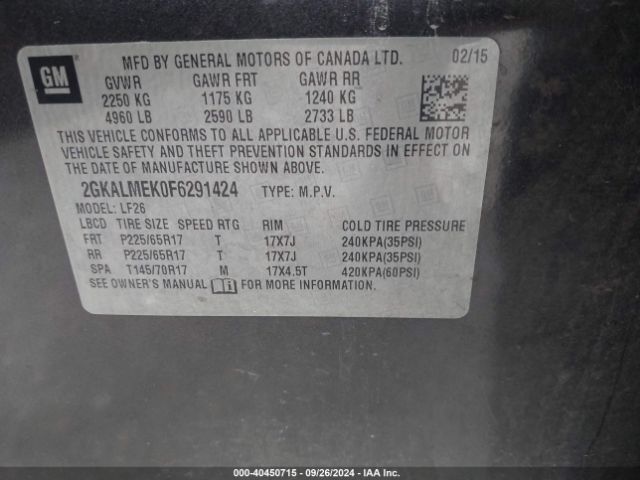 GM
MFD BY GENERAL MOTORS OF CANADA LTD. 02/15
GVWR GAWR FRT GAWR RR
2250 KG 1175 KG 1240 KG
4960 LB 2590 LB 2733 LB
THIS VEHICLE CONFORMS TO ALL APPLICABLE U.S. FEDERAL MOTOR
VEHICLE SAFETY AND THEFT PREVENTION STANDARDS IN EFFECT ON THE
DATE OF MANUFACTURE SHOWN ABOVE.
2GKALMEK0F6291424 TYPE: M.P.V.
MODEL: LF26
LBCD TIRE SIZE SPEED RTG RIM COLD TIRE PRESSURE
FRT P225/65R17 T 17X7J 240KPA(35PSI)
RR P225/65R17 T 17X7J 240KPA(35PSI)
SPA T145/70R17 M 17X4.5T 420KPA(60PSI)
SEE OWNER'S MANUAL FOR MORE INFORMATION.
000-40450715 - 09/26/2024 - IAAI.COM